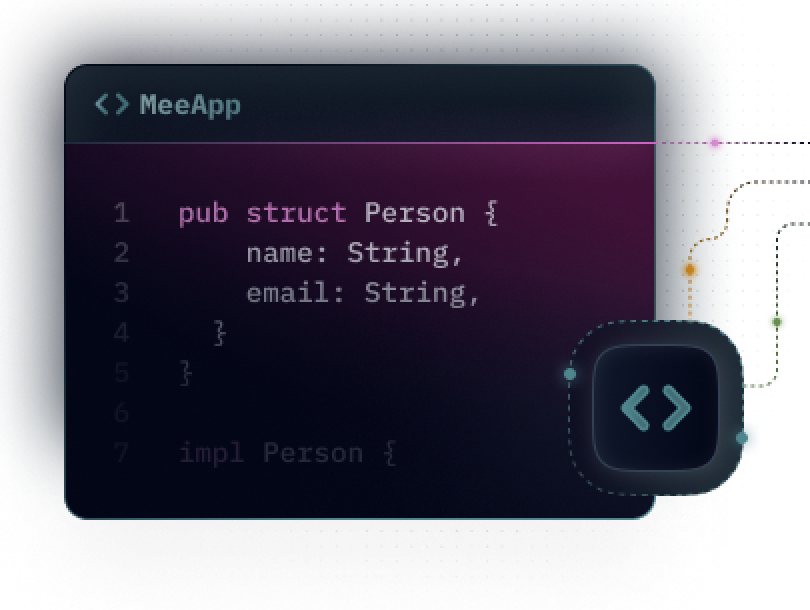 <> MeeApp
1 pub struct Person {
2 name: String,
3 email: String,
4 }
5 }
6
7 impl Person {
<>